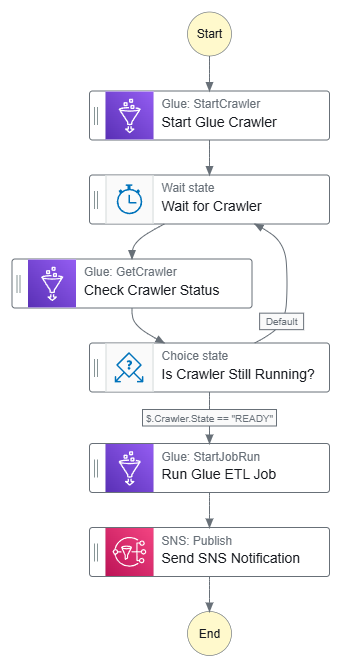 Start
Glue: StartCrawler
Start Glue Crawler
Wait state
Wait for Crawler
Glue: GetCrawler
Check Crawler Status
Default
Choice state
Is Crawler Still Running?
$.Crawler.State == "READY"
Glue: StartJobRun
Run Glue ETL Job
SNS: Publish
Send SNS Notification
End